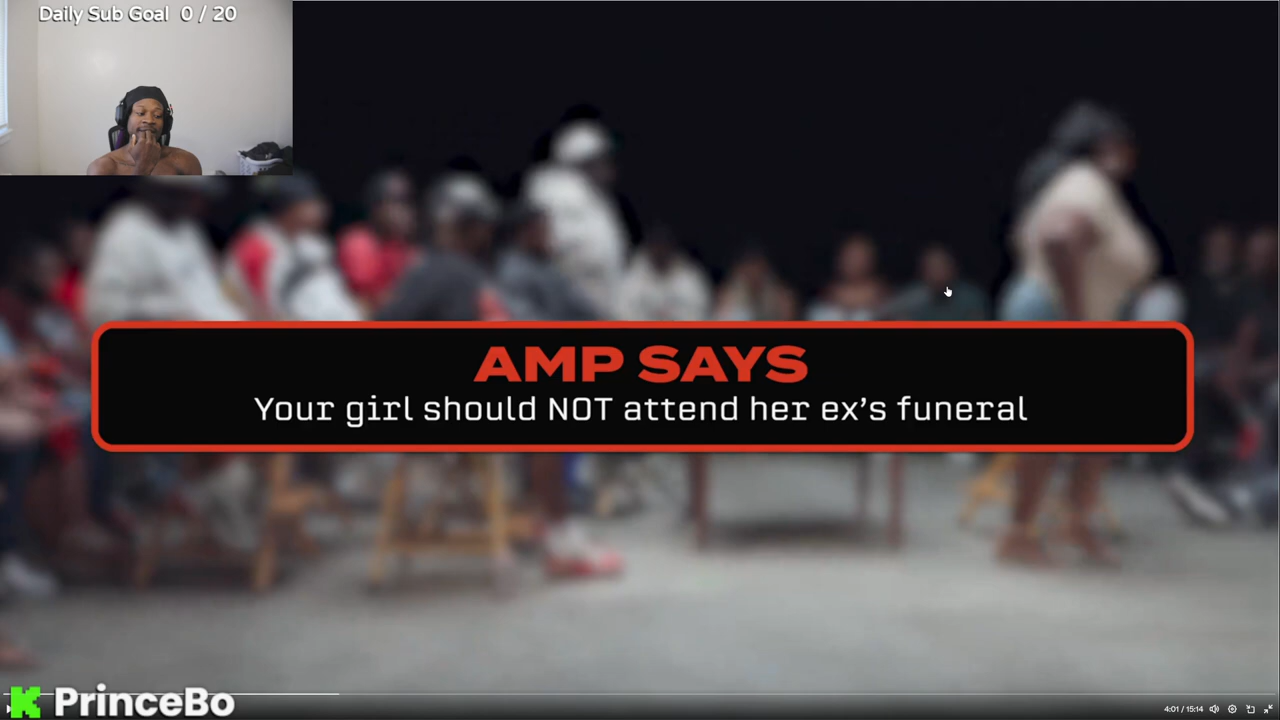 Daily Sub Goal 0 / 20
AMP SAYS
Your girl should NOT attend her ex's funeral
PrinceBo
4:01 / 15:14